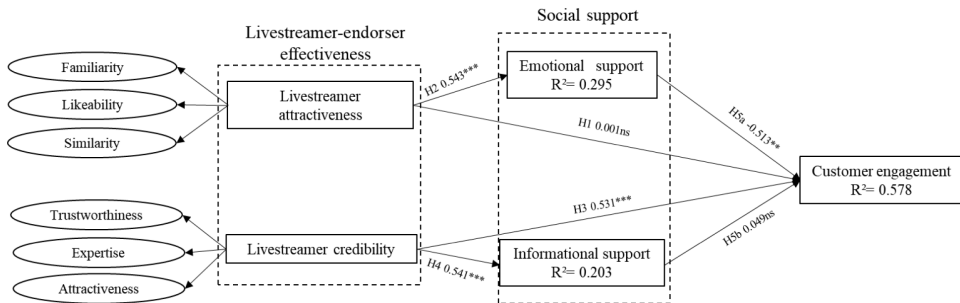 Social support
Livestreamer-endorser
effectiveness
Familiarity
Likeability
Similarity
Livestreamer
attractiveness
H2 0.543***
Emotional support
R²= 0.295
H1 0.001ns
H5a -0.513**
Customer engagement
R²= 0.578
Trustworthiness
Expertise
Attractiveness
Livestreamer credibility
H3 0.531***
H4 0.541***
Informational support
R²= 0.203
H5b 0.049ns